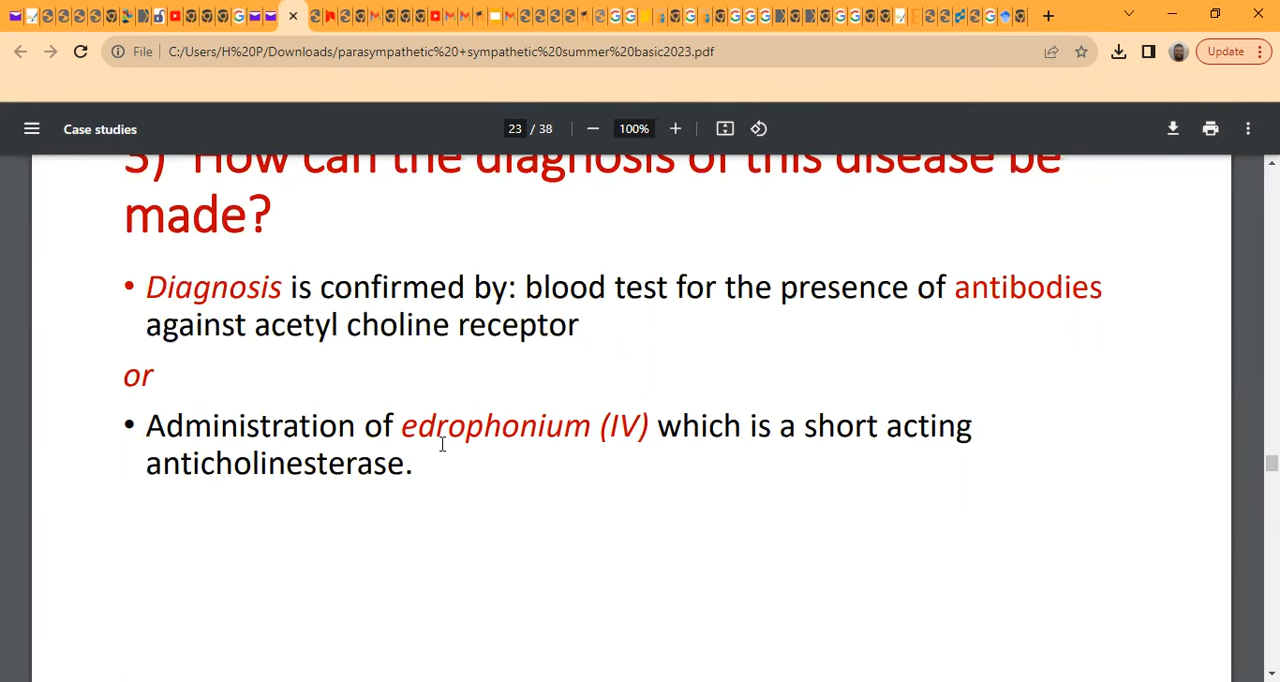 File
C:/Users/H%20P/Downloads/parasympathetic%20+sympathetic%20summer%20basic2023.pdf
Update
Case studies
23 / 38
100%
3) How can the diagnosis of this disease be
made?
• Diagnosis is confirmed by: blood test for the presence of antibodies
against acetyl choline receptor
or
• Administration of edrophonium (IV) which is a short acting
anticholinesterase.